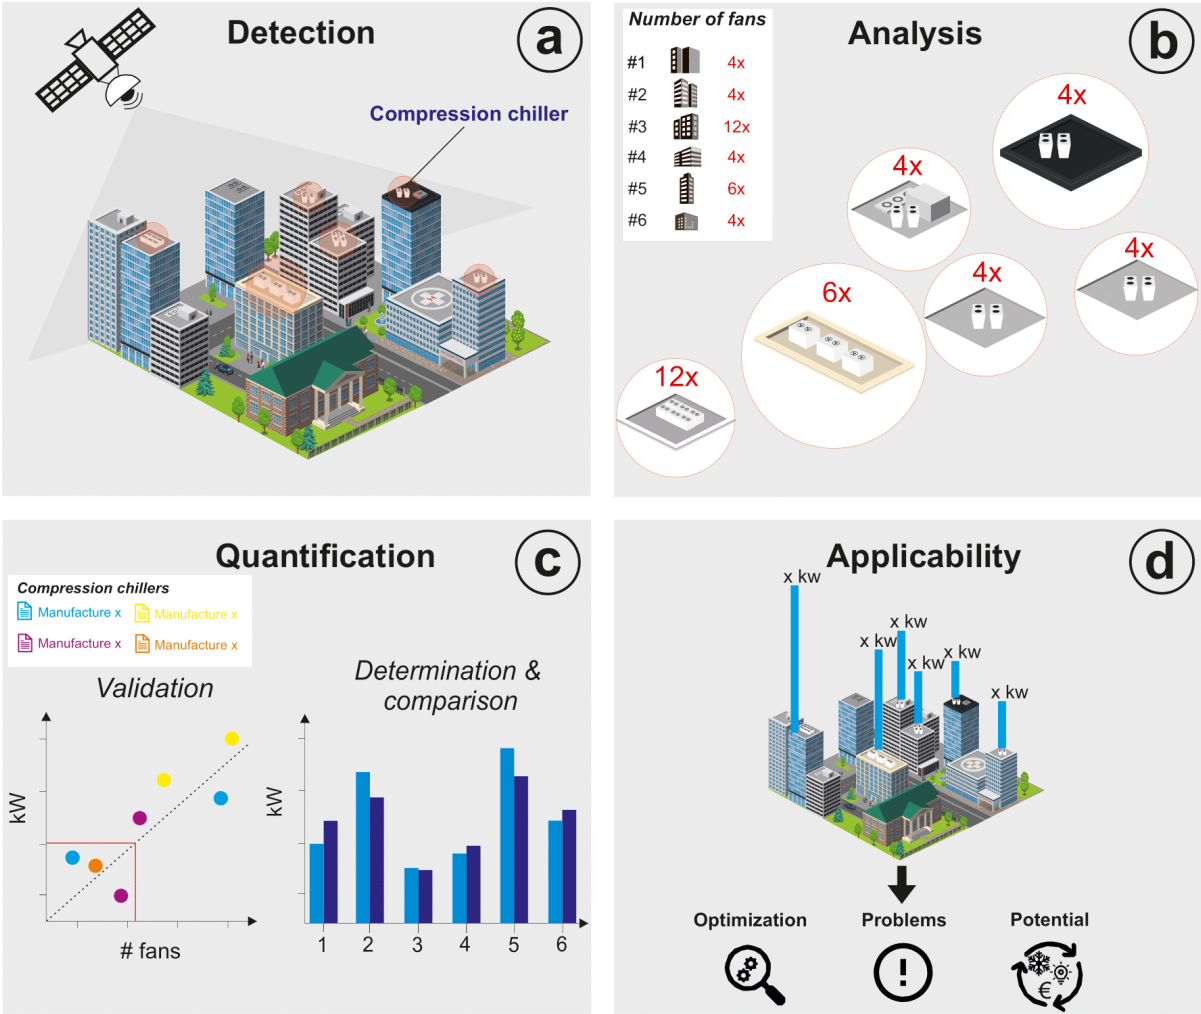 Detection
a
Compression chiller
Analysis
b
Number of fans
#1 4x
#2 4x
#3 12x
#4 4x
#5 6x
#6 4x
4x
4x
4x
4x
6x
12x
Quantification
c
Compression chillers
Manufacture x Manufacture x
Manufacture x Manufacture x
Validation
kW
# fans
Determination &
comparison
kW
1 2 3 4 5 6
Applicability
d
x kw
x kw
x kw
x kw
x kw
x kw
Optimization Problems Potential
!
€